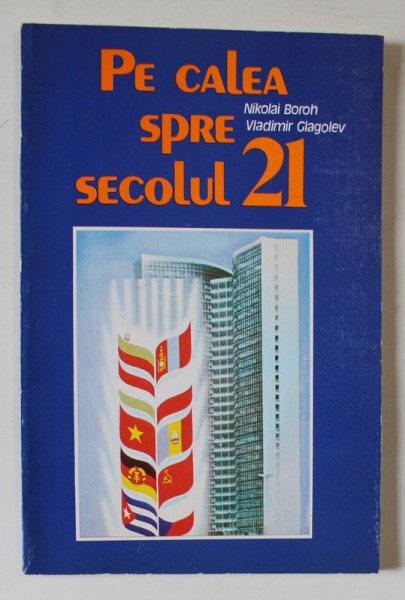 PE CALEA
Nikolai Boroh
SPRE
Vladimir Glagolev
SECOLUL 21